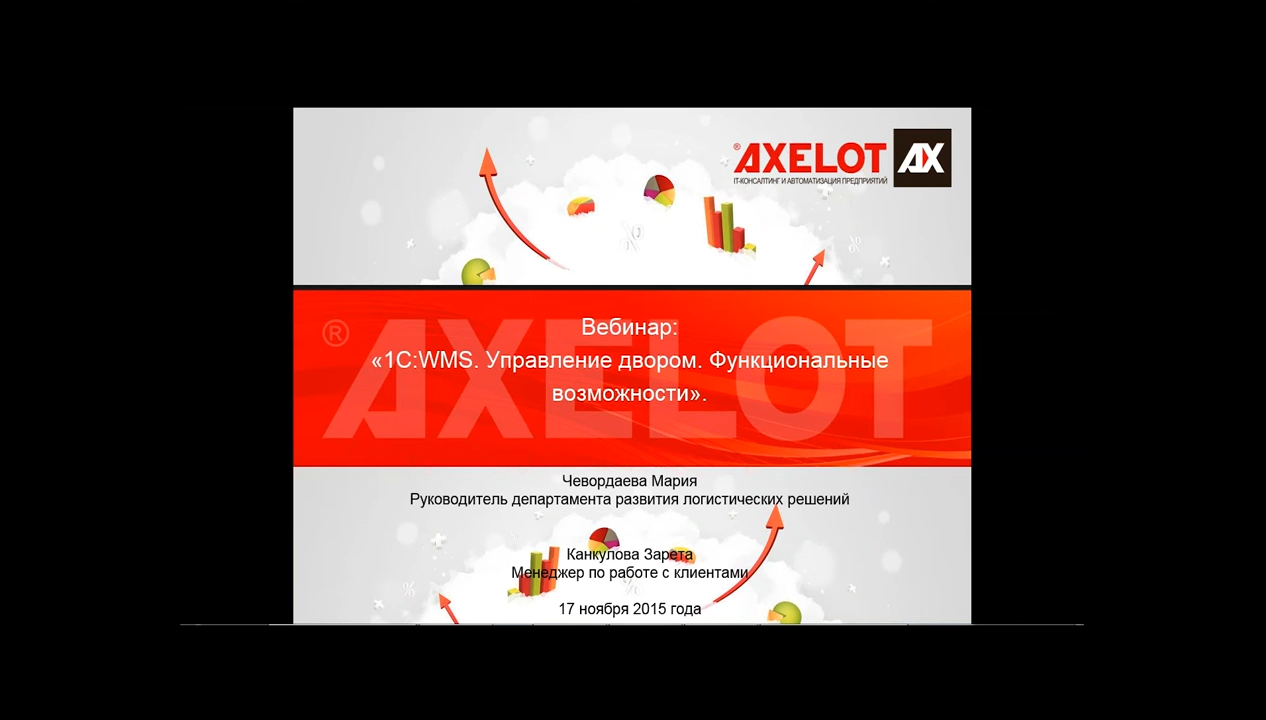 ® AXELOT AX
IT-КОНСАЛТИНГ И АВТОМАТИЗАЦИЯ ПРЕДПРИЯТИЙ
® AXELOT
Вебинар:
«1С:WMS. Управление двором. Функциональные
возможности».
Чевордаева Мария
Руководитель департамента развития логистических решений
Канкулова Зарета
Менеджер по работе с клиентами
17 ноября 2015 года